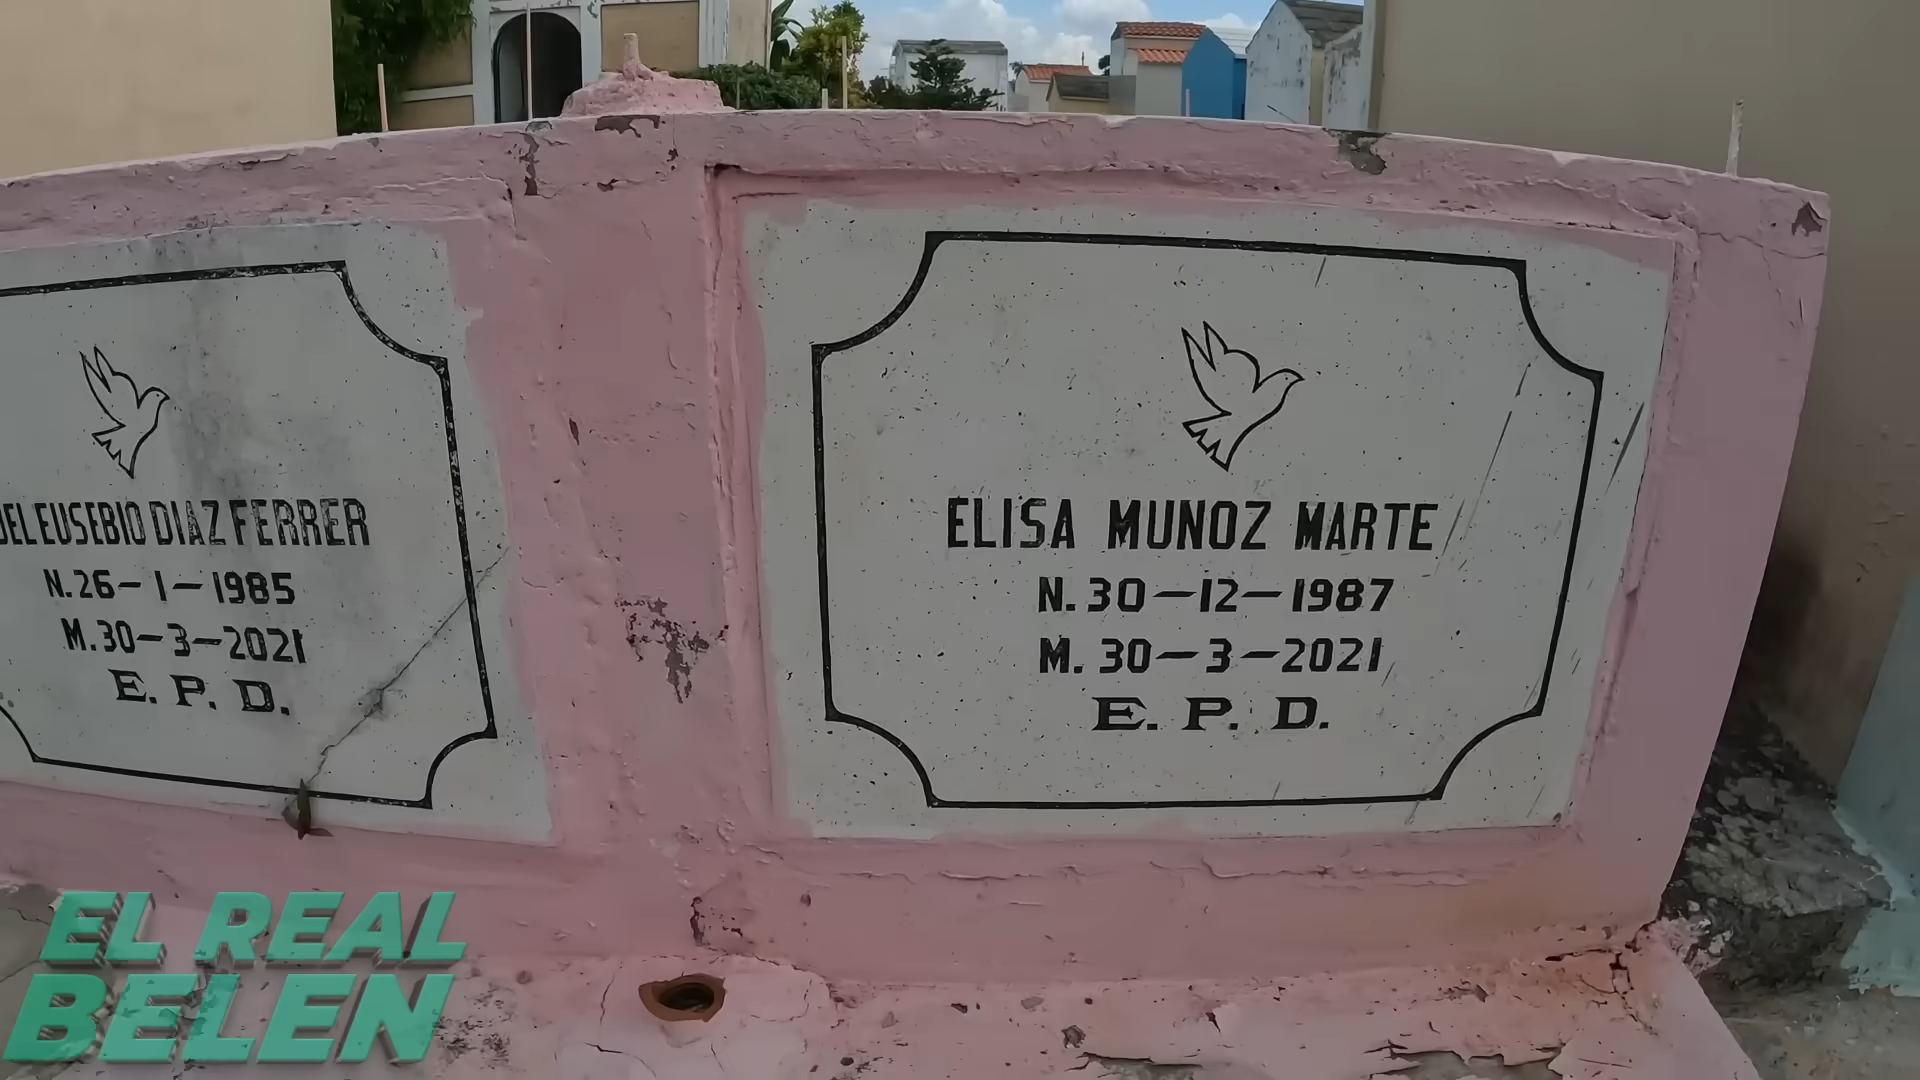 DEL EUSEBIO DIAZ FERRER
N. 26-1-1985
M. 30-3-2021
E. P. D.
ELISA MUNOZ MARTE
N. 30-12-1987
M. 30-3-2021
E. P. D.
EL REAL
BELEN